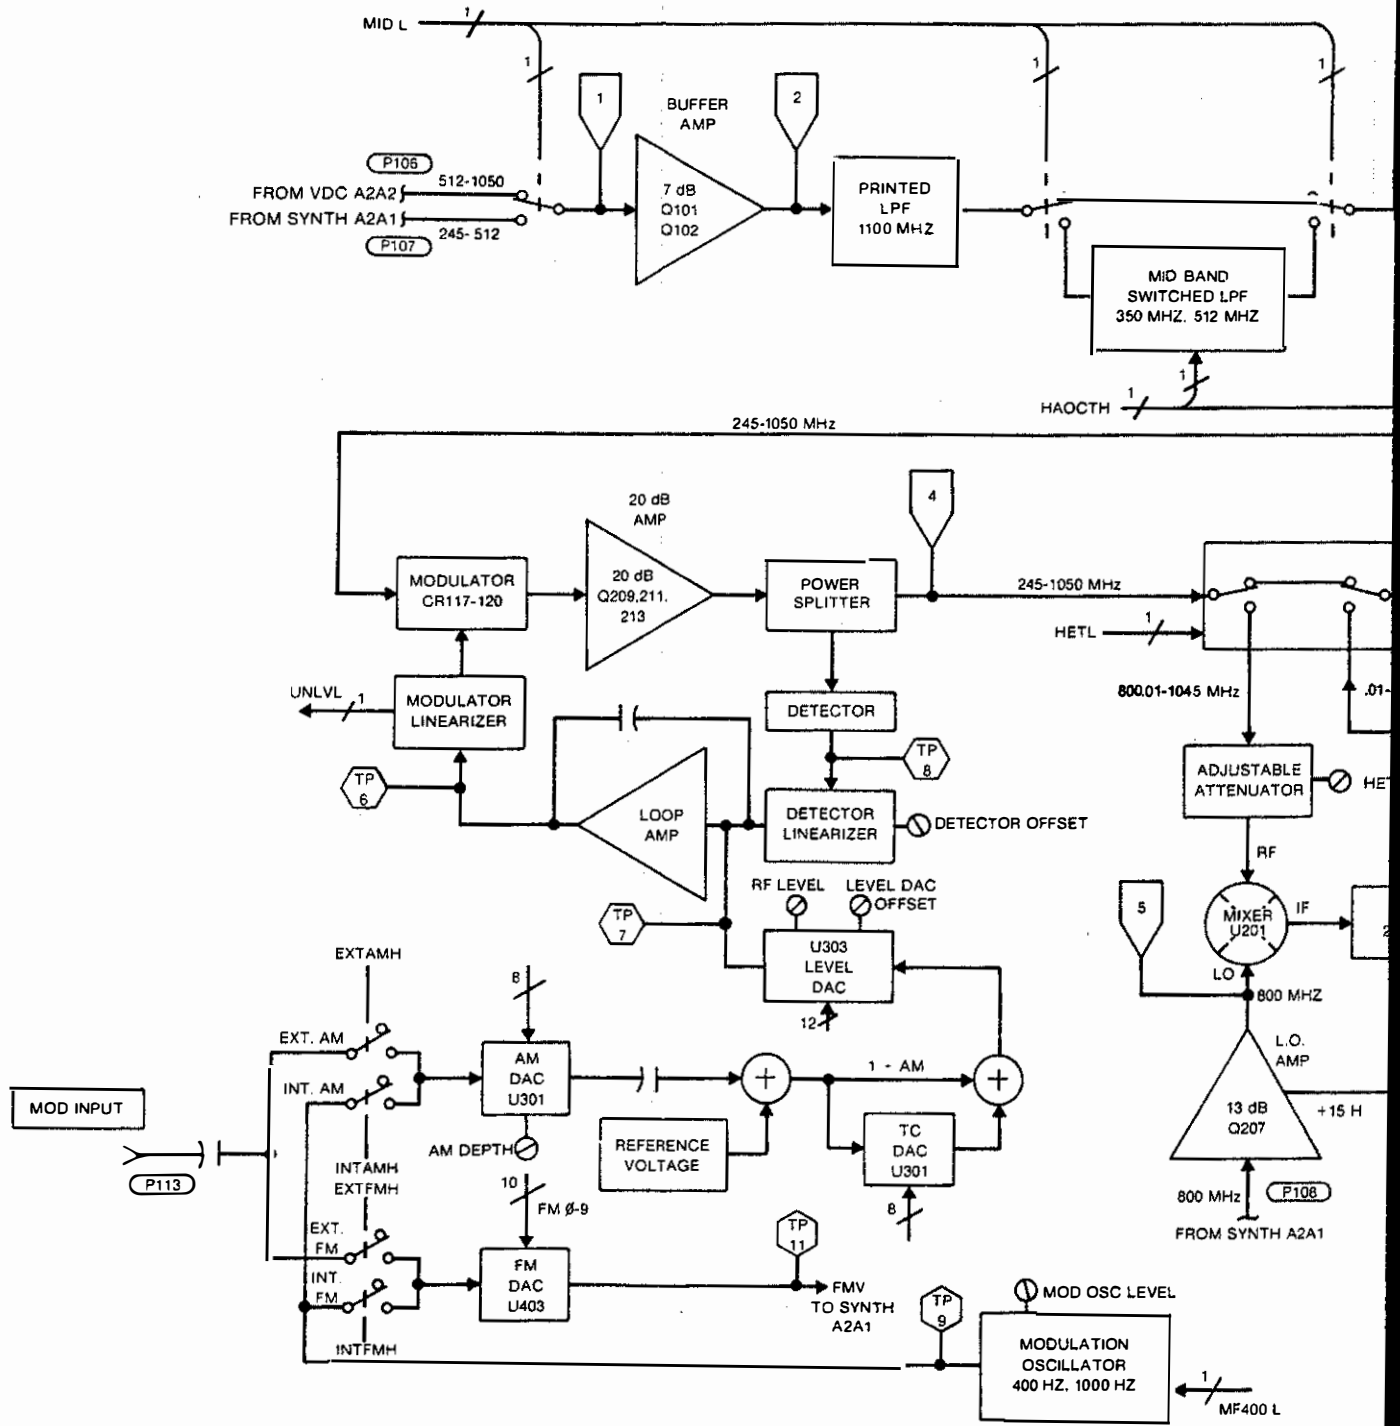 MID L
1
1
1
1
1
2
BUFFER
AMP
P106
512-1050
FROM VDC A2A2
FROM SYNTH A2A1
245-512
P107
7 dB
Q101
Q102
PRINTED
LPF
1100 MHZ
MID BAND
SWITCHED LPF
350 MHZ. 512 MHZ
1
HAOCTH
1
245-1050 MHz
20 dB
AMP
4
MODULATOR
CR117-120
20 dB
Q209,211.
213
POWER
SPLITTER
245-1050 MHz
HETL
1
UNLVL
1
MODULATOR
LINEARIZER
DETECTOR
800.01-1045 MHz
.01-
TP
6
TP
8
LOOP
AMP
DETECTOR
LINEARIZER
DETECTOR OFFSET
ADJUSTABLE
ATTENUATOR
HET
RF
RF LEVEL
LEVEL DAC
OFFSET
TP
7
U303
LEVEL
DAC
12
5
MIXER
U201
IF
2
LO
800 MHZ
EXTAMH
8
EXT. AM
INT. AM
AM
DAC
U301
1 - AM
L.O.
AMP
MOD INPUT
+
+
13 dB
Q207
+15 H
AM DEPTH
REFERENCE
VOLTAGE
TC
DAC
U301
P113
INTAMH
EXTFMH
10
FM Ø-9
8
800 MHz
P108
FROM SYNTH A2A1
EXT.
FM
INT.
FM
FM
DAC
U403
TP
11
FMV
TO SYNTH
A2A1
INTFMH
TP
9
MOD OSC LEVEL
MODULATION
OSCILLATOR
400 HZ, 1000 HZ
1
MF400 L